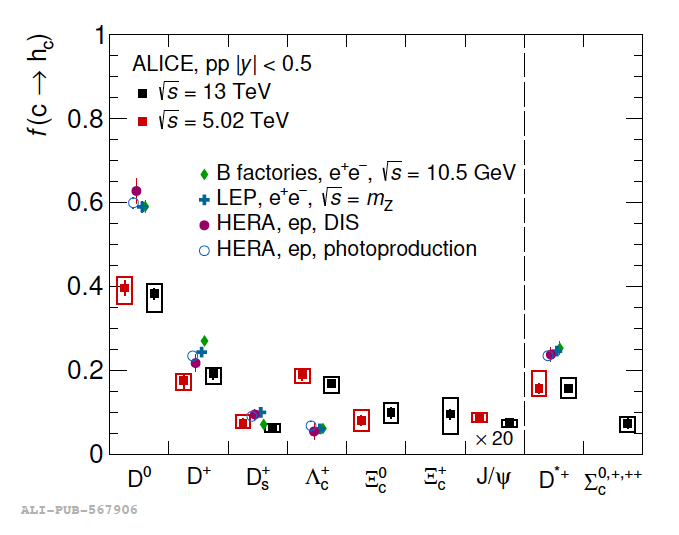 f (c → h_c)
1
0.8
0.6
0.4
0.2
0
ALICE, pp |y| < 0.5
√s = 13 TeV
√s = 5.02 TeV
B factories, e⁺e⁻, √s = 10.5 GeV
LEP, e⁺e⁻, √s = m_Z
HERA, ep, DIS
HERA, ep, photoproduction
× 20
D⁰ D⁺ D_s⁺ Λ_c⁺ Ξ_c⁰ Ξ_c⁺ J/ψ D*⁺ Σ_c⁰,⁺,⁺⁺
ALI-PUB-567906